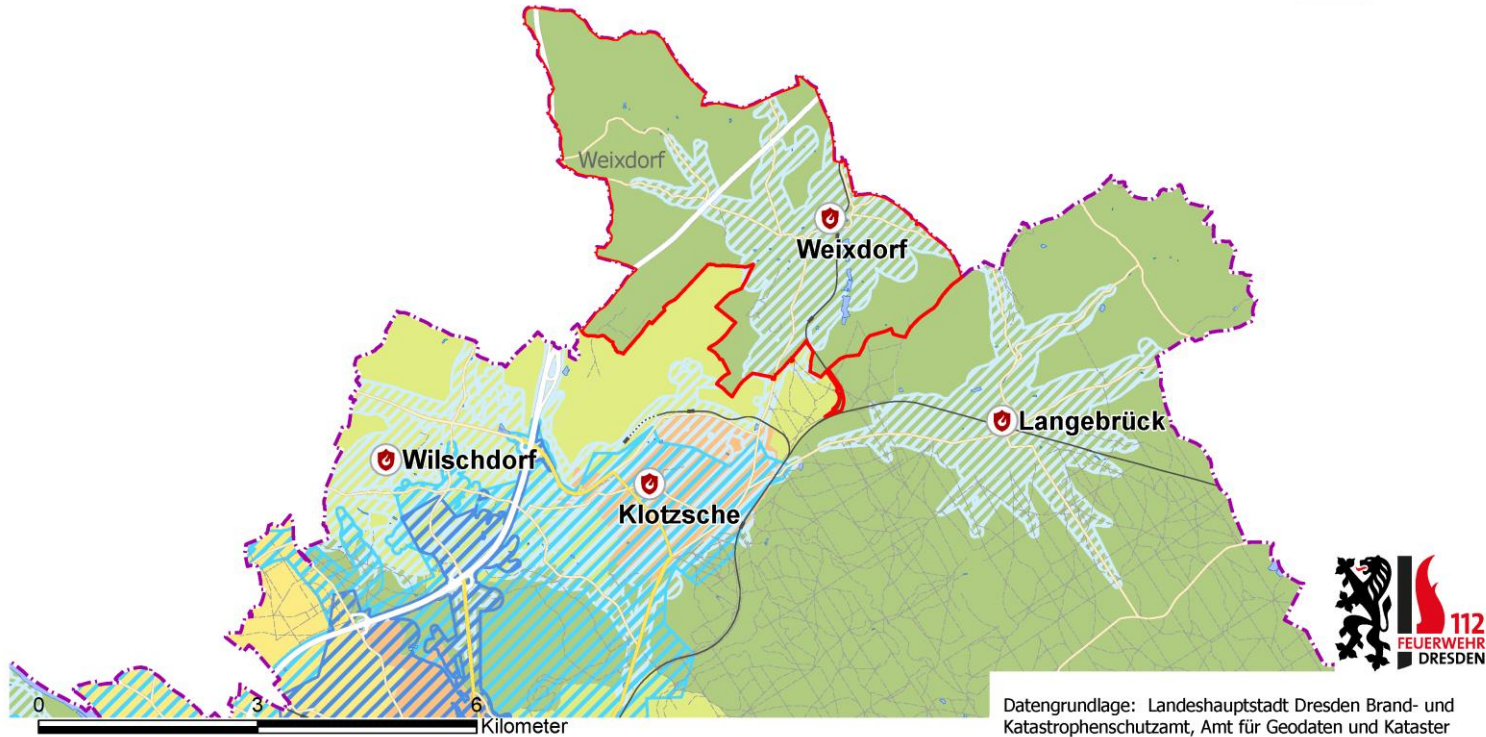 Weixdorf
Weixdorf
Langebrück
Wilschdorf
Klotzsche
112
FEUERWEHR
DRESDEN
0 3 6
Kilometer
Datengrundlage: Landeshauptstadt Dresden Brand- und
Katastrophenschutzamt, Amt für Geodaten und Kataster